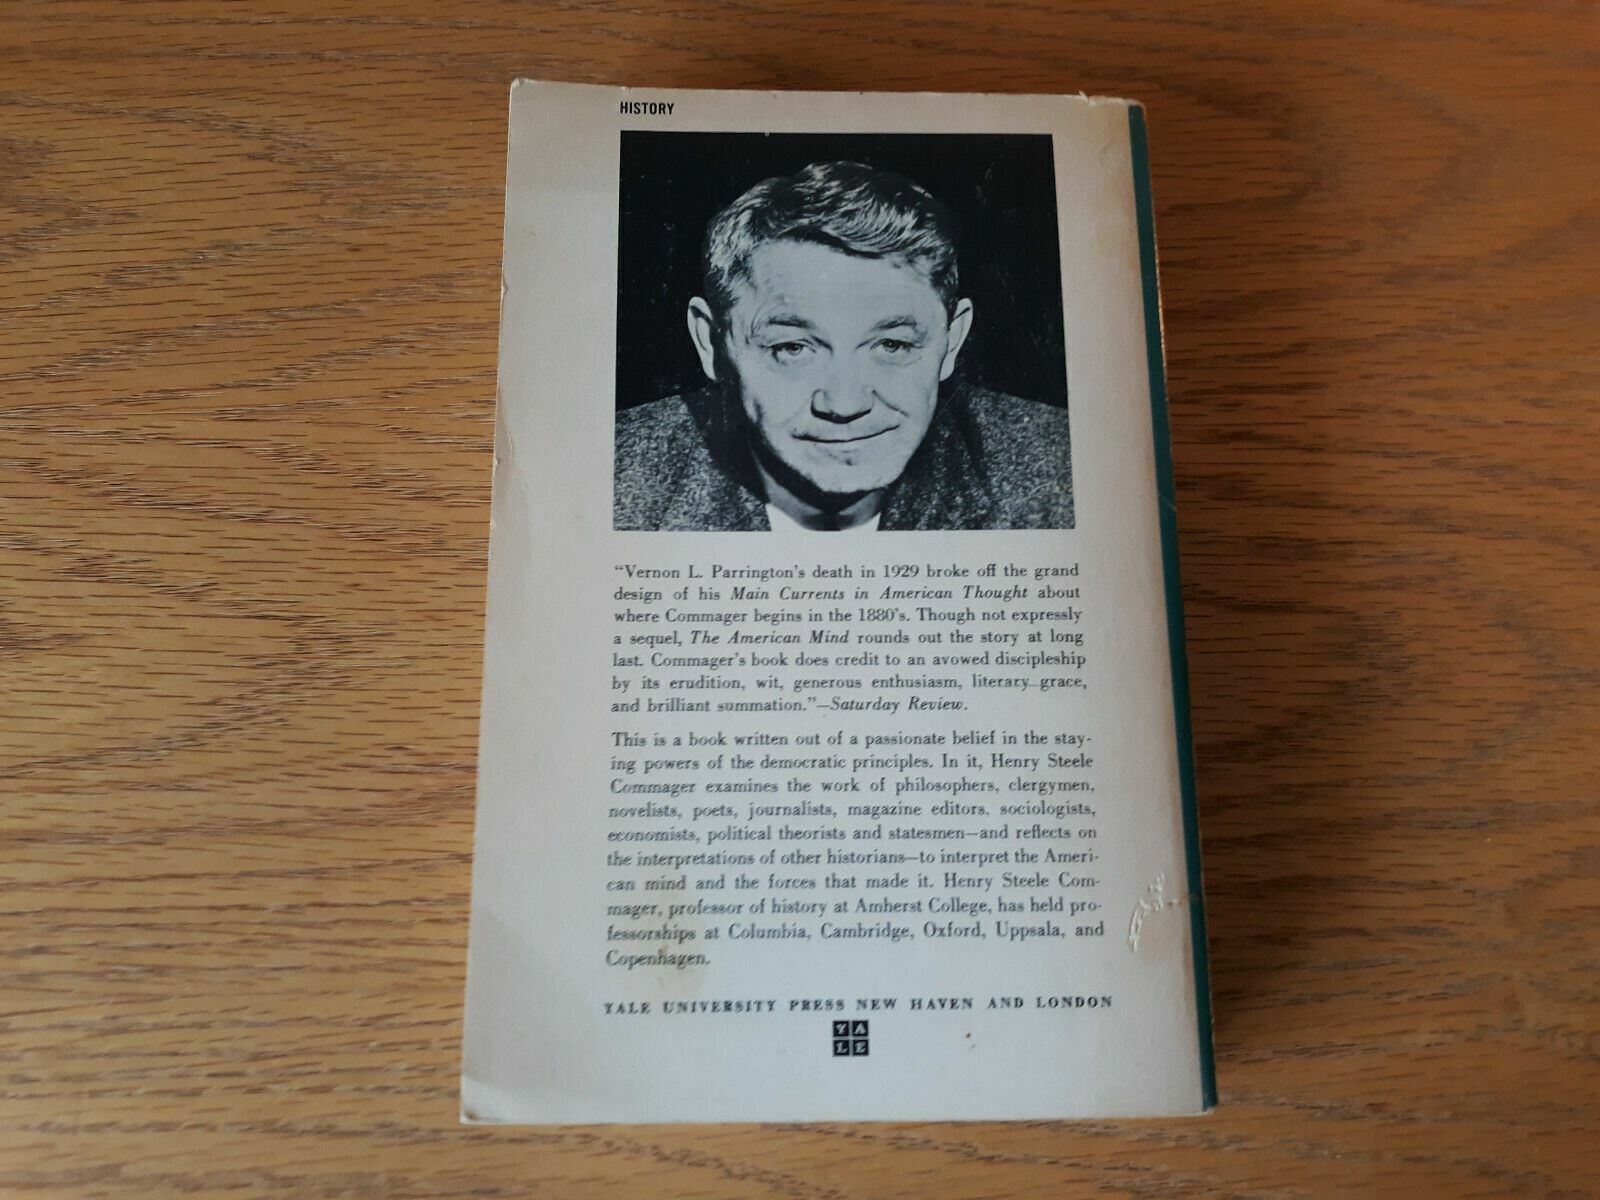 HISTORY
“Vernon L. Parrington's death in 1929 broke off the grand
design of his Main Currents in American Thought about
where Commager begins in the 1880's. Though not expressly
a sequel, The American Mind rounds out the story at long
last. Commager's book does credit to an avowed discipleship
by its erudition, wit, generous enthusiasm, literary grace,
and brilliant summation.”—Saturday Review.
This is a book written out of a passionate belief in the stay-
ing powers of the democratic principles. In it, Henry Steele
Commager examines the work of philosophers, clergymen,
novelists, poets, journalists, magazine editors, sociologists,
economists, political theorists and statesmen—and reflects on
the interpretations of other historians—to interpret the Ameri-
can mind and the forces that made it. Henry Steele Com-
mager, professor of history at Amherst College, has held pro-
fessorships at Columbia, Cambridge, Oxford, Uppsala, and
Copenhagen.
YALE UNIVERSITY PRESS NEW HAVEN AND LONDON
YA
LE